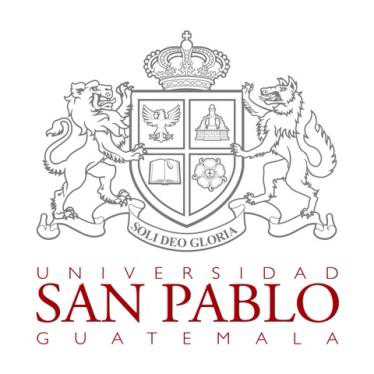 SOLI DEO GLORIA
UNIVERSIDAD
SAN PABLO
GUATEMALA